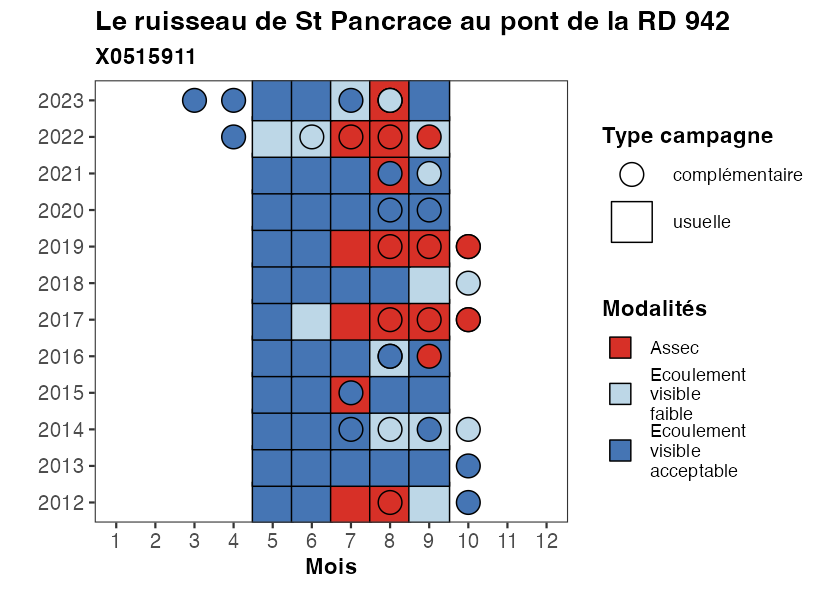 Le ruisseau de St Pancrace au pont de la RD 942
X0515911
2023
2022
2021
2020
2019
2018
2017
2016
2015
2014
2013
2012
1 2 3 4 5 6 7 8 9 10 11 12
Mois
Type campagne
complémentaire
usuelle
Modalités
Assec
Ecoulement
visible
faible
Ecoulement
visible
acceptable